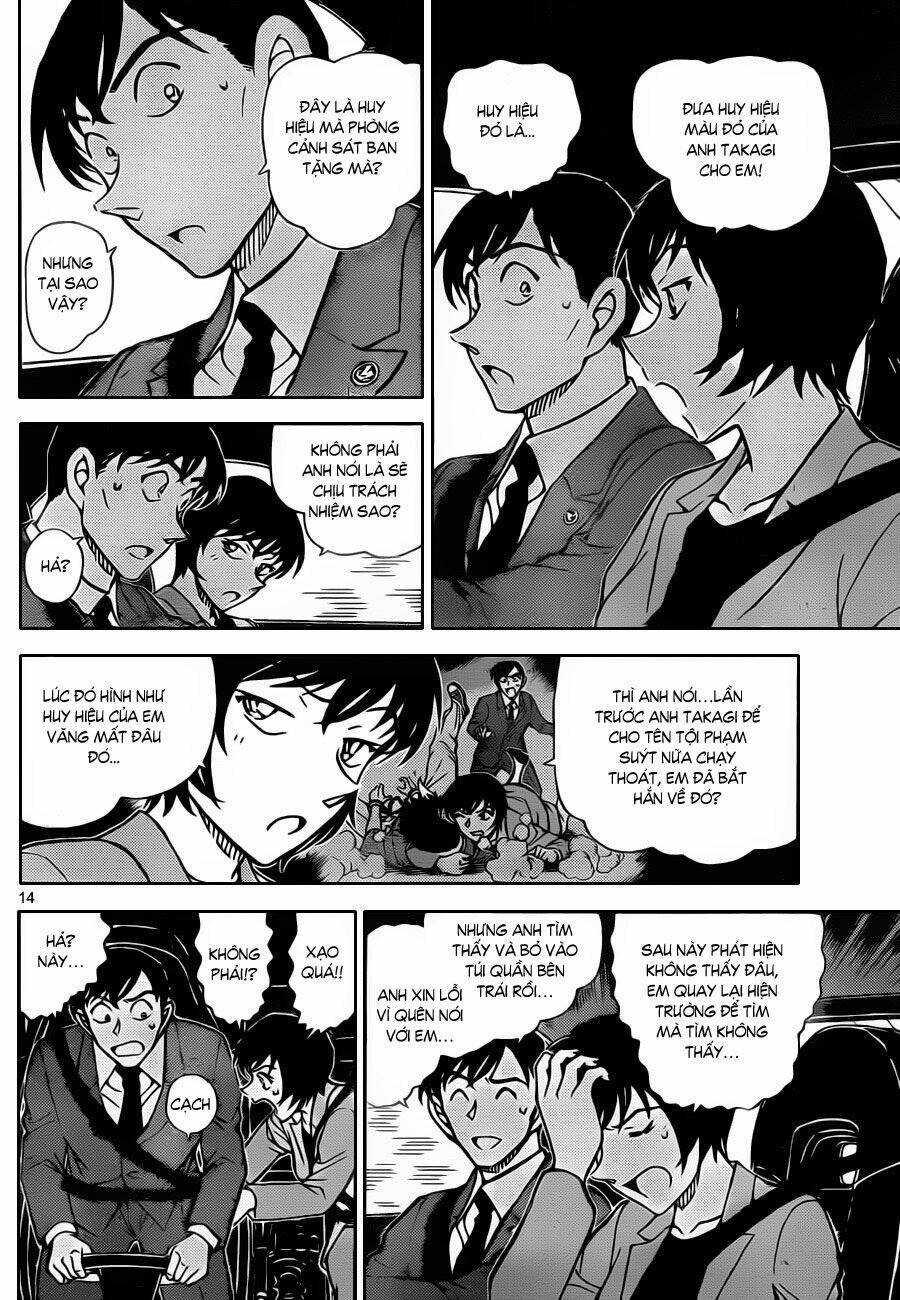 ĐƯA HUY HIỆU
MÀU ĐỎ CỦA
ANH TAKAGI
CHO EM!
HUY HIỆU
ĐÓ LÀ...
ĐÂY LÀ HUY
HIỆU MÀ PHÒNG
CẢNH SÁT BAN
TẶNG MÀ?
NHƯNG
TẠI SAO
VẬY?
KHÔNG PHẢI
ANH NÓI LÀ SẼ
CHỊU TRÁCH
NHIỆM SAO?
HẢ?
THÌ ANH NÓI...LẦN
TRƯỚC ANH TAKAGI ĐỂ
CHO TÊN TỘI PHẠM
SUÝT NỮA CHẠY
THOÁT, EM ĐÃ BẮT
HẮN VỀ ĐÓ?
LÚC ĐÓ HÌNH NHƯ
HUY HIỆU CỦA EM
VĂNG MẤT ĐÂU
ĐÓ...
14
SAU NÀY PHÁT HIỆN
KHÔNG THẤY ĐÂU,
EM QUAY LẠI HIỆN
TRƯỜNG ĐỂ TÌM
MÀ TÌM KHÔNG
THẤY...
NHƯNG ANH TÌM
THẤY VÀ BỎ VÀO
TÚI QUẦN BÊN
TRÁI RỒI...
ANH XIN LỖI
VÌ QUÊN NÓI
VỚI EM...
XẠO
QUÁ!!
KHÔNG
PHẢI!?
HẢ?
NÀY...
CẠCH